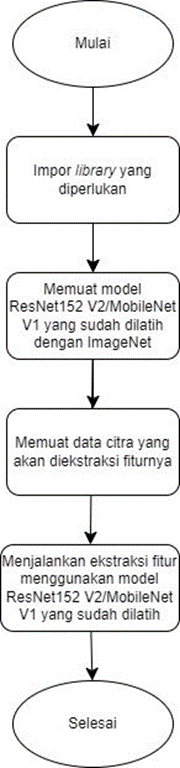 Mulai
Impor library yang
diperlukan
Memuat model
ResNet152 V2/MobileNet
V1 yang sudah dilatih
dengan ImageNet
Memuat data citra yang
akan diekstraksi fiturnya
Menjalankan ekstraksi fitur
menggunakan model
ResNet152 V2/MobileNet
V1 yang sudah dilatih
Selesai